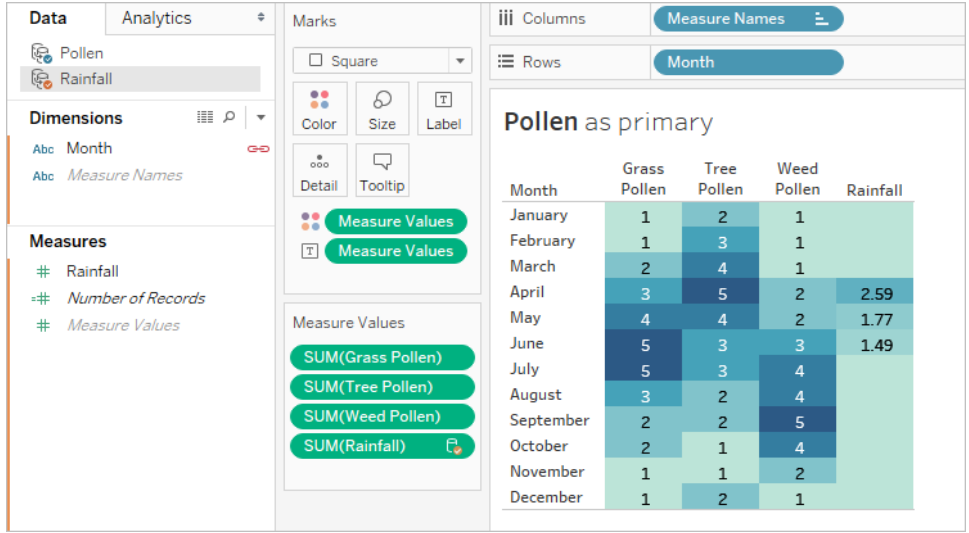 Data Analytics
Pollen
Rainfall
Dimensions
Abc Month
Abc Measure Names
Measures
# Rainfall
=# Number of Records
# Measure Values
Marks
Square
Color Size Label
Detail Tooltip
Measure Values
T Measure Values
Measure Values
SUM(Grass Pollen)
SUM(Tree Pollen)
SUM(Weed Pollen)
SUM(Rainfall)
Columns Measure Names
Rows Month
Pollen as primary
Month Grass Pollen Tree Pollen Weed Pollen Rainfall
January 1 2 1
February 1 3 1
March 2 4 1
April 3 5 2 2.59
May 4 4 2 1.77
June 5 3 3 1.49
July 5 3 4
August 3 2 4
September 2 2 5
October 2 1 4
November 1 1 2
December 1 2 1